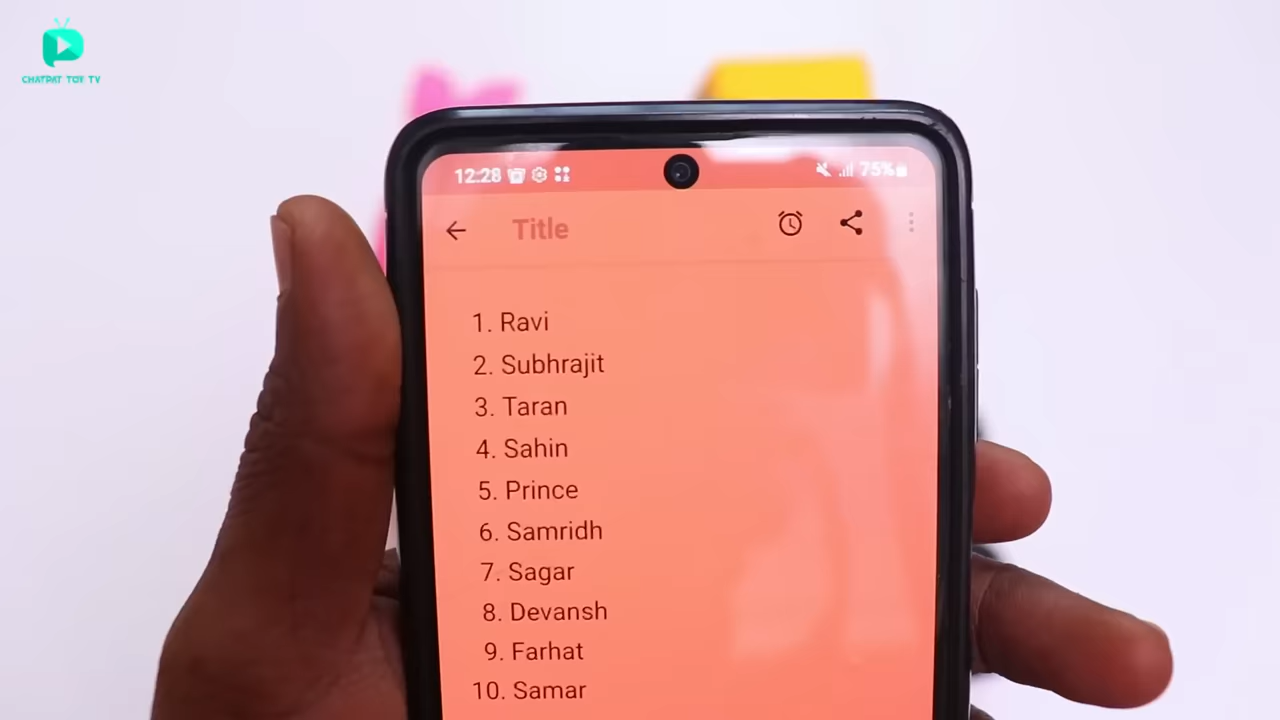 CHATPAT TOY TV
12:28
75%
Title
1. Ravi
2. Subhrajit
3. Taran
4. Sahin
5. Prince
6. Samridh
7. Sagar
8. Devansh
9. Farhat
10. Samar